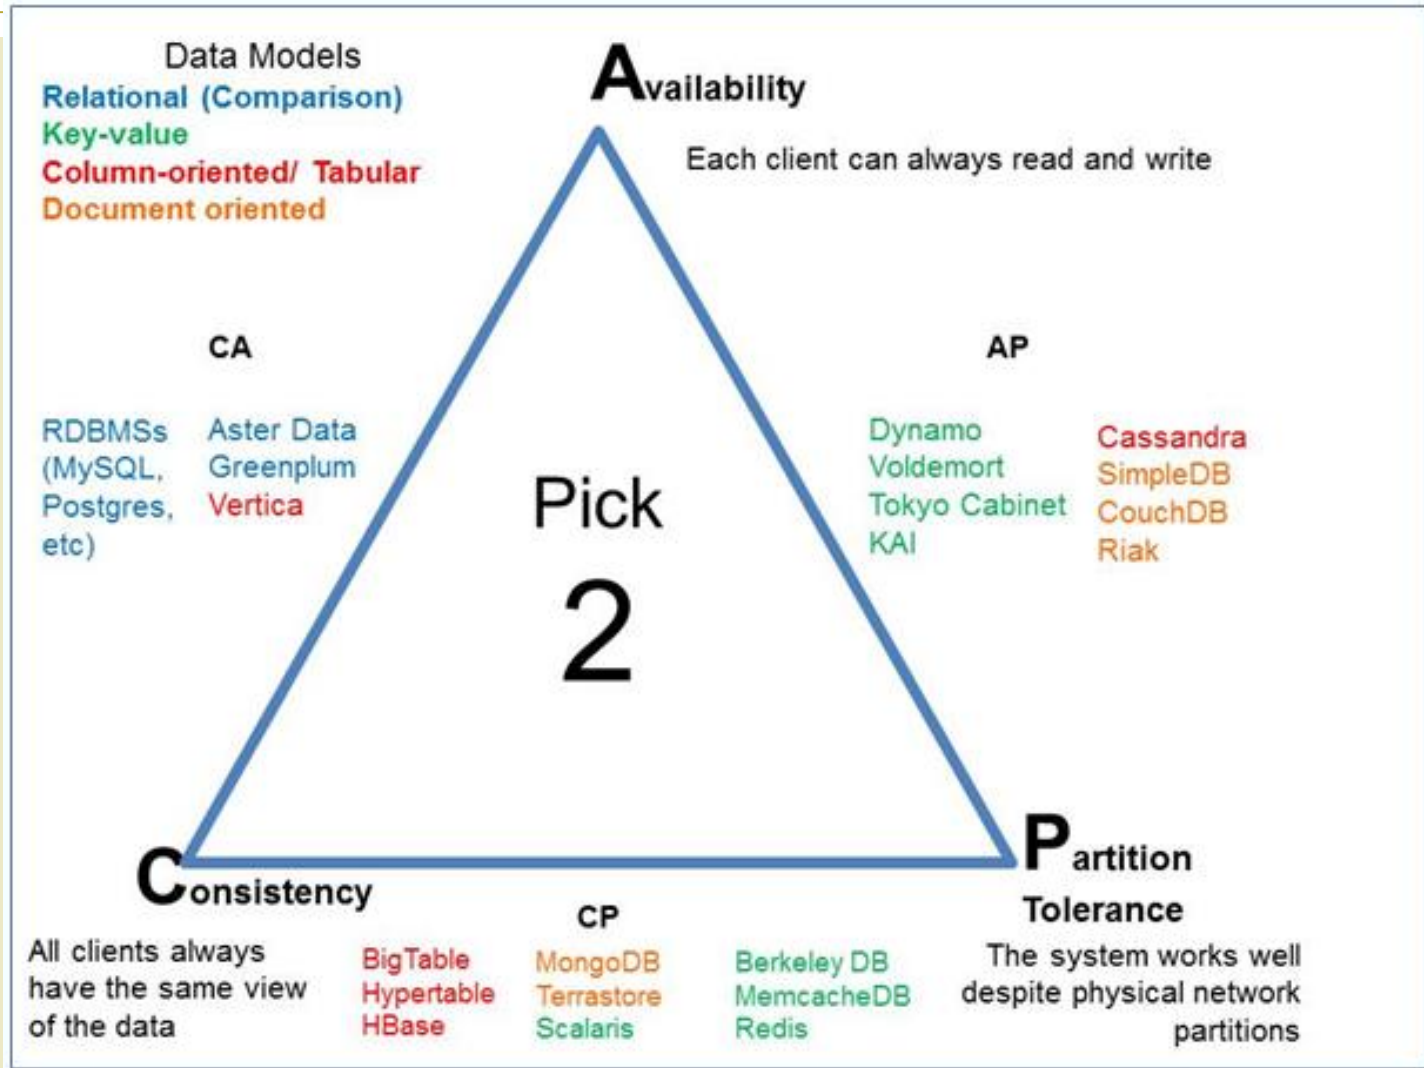 Data Models
Relational (Comparison)
Key-value
Column-oriented/ Tabular
Document oriented
Availability
Each client can always read and write
CA
RDBMSs
(MySQL,
Postgres,
etc)
Aster Data
Greenplum
Vertica
Pick
2
AP
Dynamo
Voldemort
Tokyo Cabinet
KAI
Cassandra
SimpleDB
CouchDB
Riak
Consistency
All clients always
have the same view
of the data
CP
BigTable
Hypertable
HBase
MongoDB
Terrastore
Scalaris
Berkeley DB
MemcacheDB
Redis
Partition
Tolerance
The system works well
despite physical network
partitions